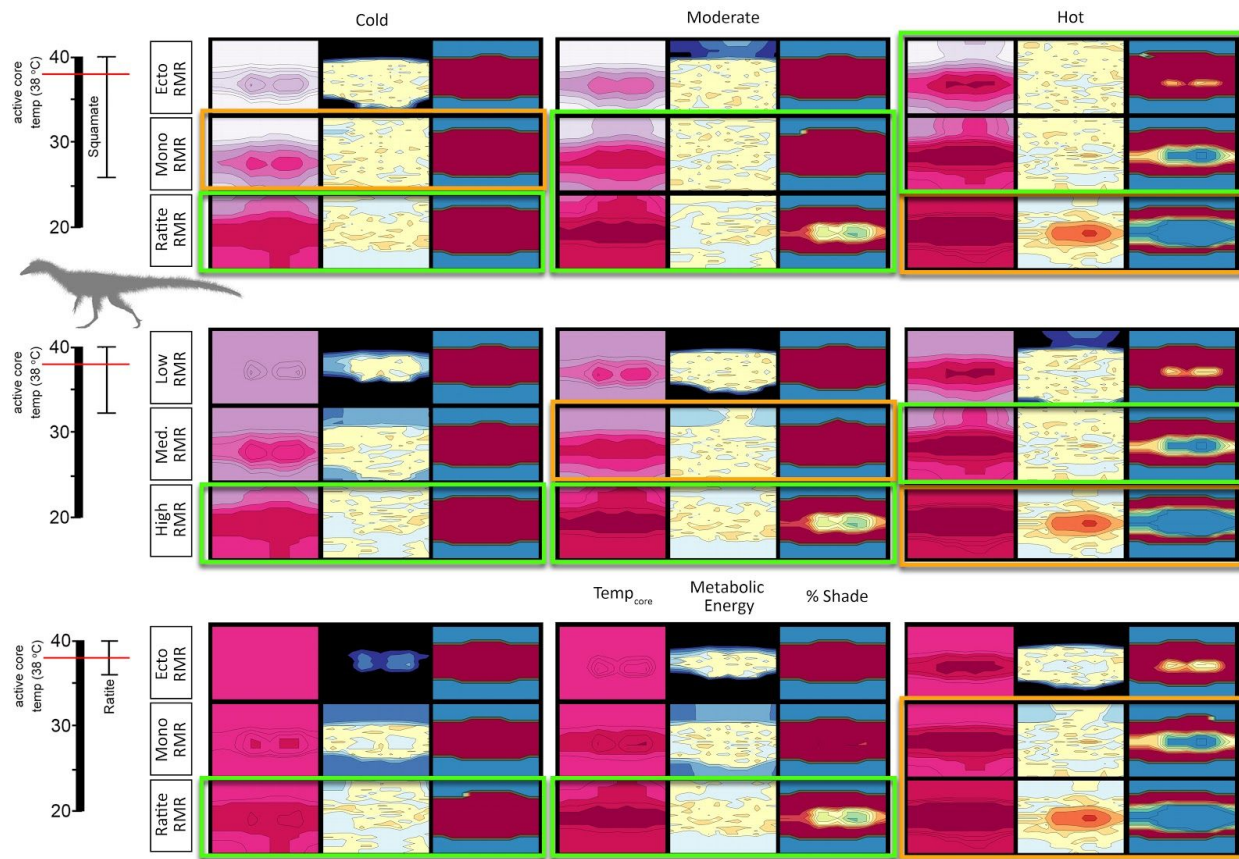 Cold Moderate Hot
active core
temp (38 °C)
40
30
20
Squamate
Ecto
RMR
Mono
RMR
Ratite
RMR
active core
temp (38 °C)
40
30
20
Low
RMR
Med.
RMR
High
RMR
Temp core Metabolic
Energy % Shade
active core
temp (38 °C)
40
30
20
Ratite
Ecto
RMR
Mono
RMR
Ratite
RMR